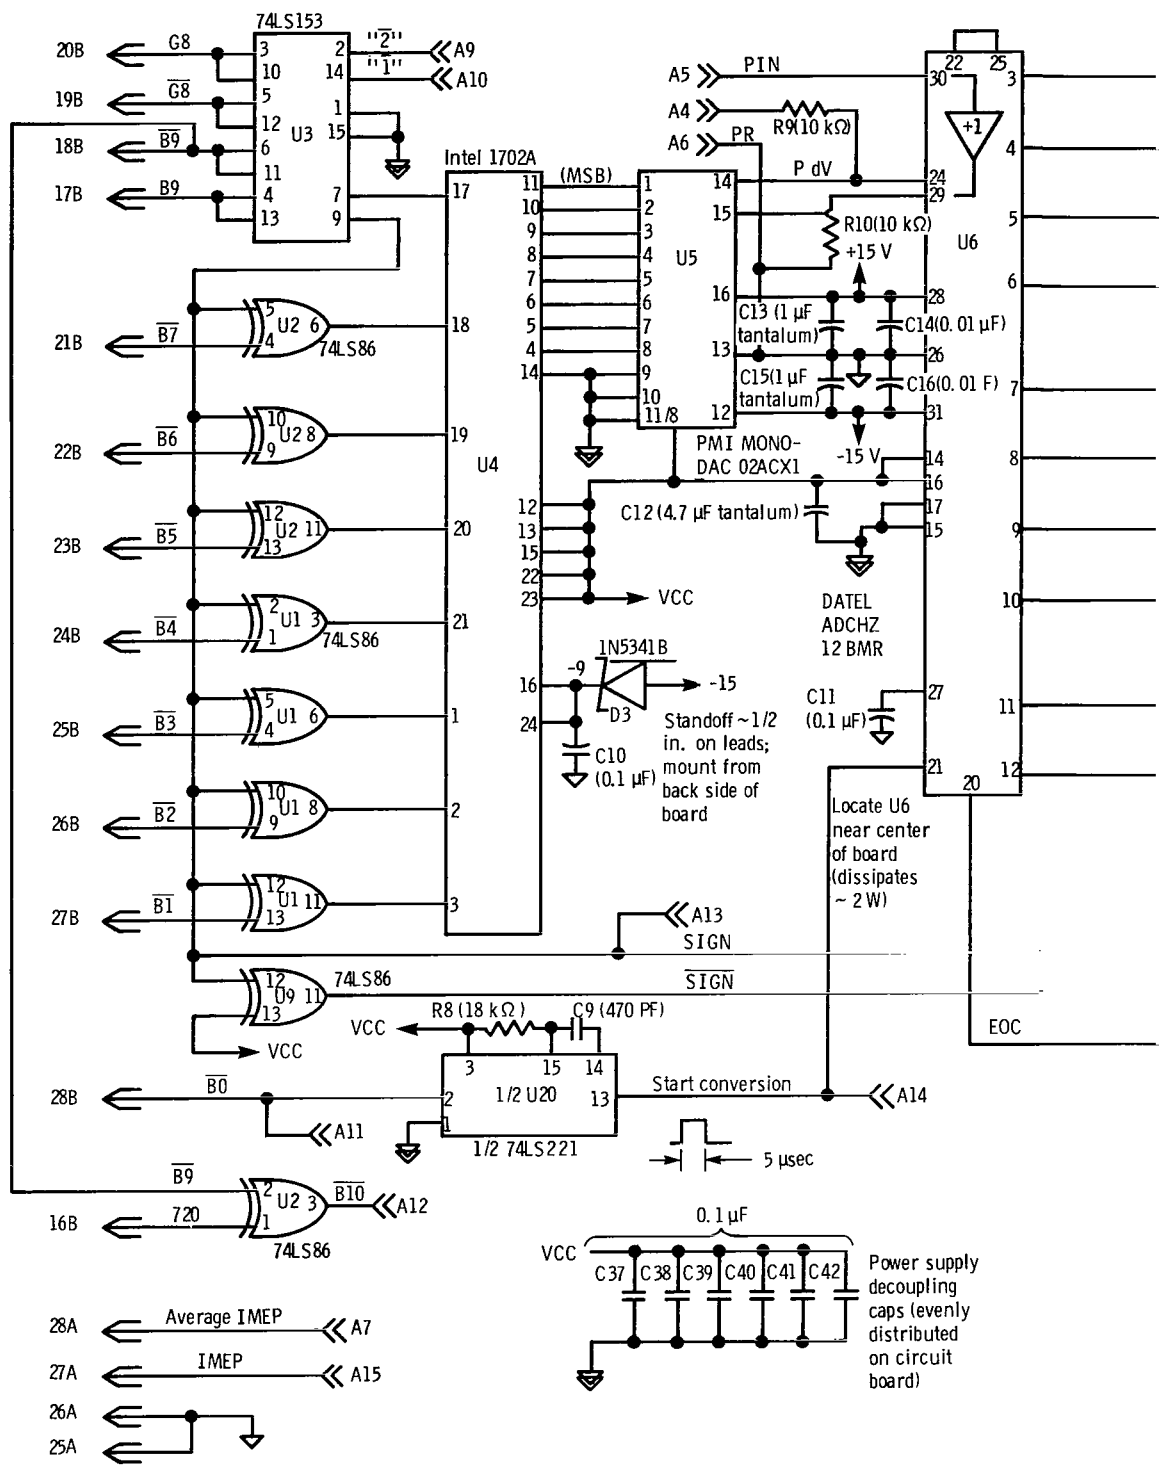 74LS153
20B G8 3 2 "2̅" A9
10 14 "1" A10
19B G̅8̅ 5
12 U3 1
15
18B B̅9̅ 6
11
17B B9 4 7
13 9
Intel 1702A
17 11 (MSB) 1
10 2
9 3
8 4
7 5
6 6
5 7
4 8
14 9
10
11/8
U5
A5 PIN 30
A4 R9(10 kΩ)
A6 PR
14 P dV 24
29
15 R10(10 kΩ)
+15 V
16 28
C13 (1 µF tantalum)
C14(0.01 µF)
13 26
C15(1 µF tantalum)
C16(0.01 F)
12 31
-15 V
PMI MONO-
DAC 02ACX1
22 25
+1
U6
3
4
5
6
7
8
9
10
11
12
14
16
17
15
C12 (4.7 µF tantalum)
21B B̅7̅ 5 4 U2 6 18
74LS86
22B B̅6̅ 10 9 U2 8 19
U4
23B B̅5̅ 12 13 U2 11 20
24B B̅4̅ 2 1 U1 3 21
74LS86
25B B̅3̅ 5 4 U1 6 1
26B B̅2̅ 10 9 U1 8 2
27B B̅1̅ 12 13 U1 11 3
12
13
15
22
23 VCC
DATEL
ADCHZ
12 BMR
16 -9 1N5341B -15
24 D3
C10
(0.1 µF)
Standoff ~1/2
in. on leads;
mount from
back side of
board
C11
(0.1 µF)
27
21
20
Locate U6
near center
of board
(dissipates
~ 2 W)
A13
SIGN
12 13 U9 11 74LS86 S̅I̅G̅N̅
VCC
EOC
VCC R8 (18 kΩ) C9 (470 PF)
3 15 14
28B B̅0̅ 2 1/2 U20 13 Start conversion A14
1
A11
1/2 74LS221
5 µsec
B̅9̅ 2
16B 720 1 U2 3 B̅1̅0̅ A12
74LS86
0.1 µF
VCC
C37 C38 C39 C40 C41 C42
Power supply
decoupling
caps (evenly
distributed
on circuit
board)
28A Average IMEP A7
27A IMEP A15
26A
25A